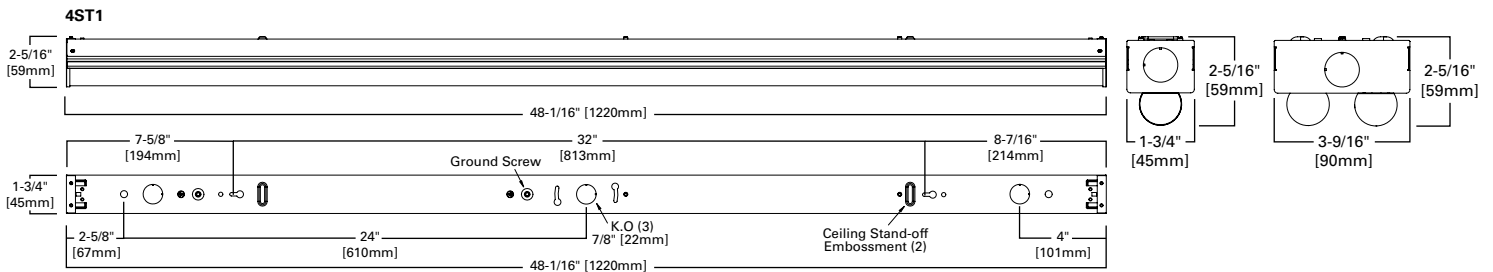 4ST1
2-5/16"
[59mm]
48-1/16" [1220mm]
2-5/16"
[59mm]
1-3/4"
[45mm]
2-5/16"
[59mm]
3-9/16"
[90mm]
7-5/8"
[194mm]
32"
[813mm]
8-7/16"
[214mm]
Ground Screw
1-3/4"
[45mm]
K.O (3)
7/8" [22mm]
Ceiling Stand-off
Embossment (2)
2-5/8"
[67mm]
24"
[610mm]
4"
[101mm]
48-1/16" [1220mm]